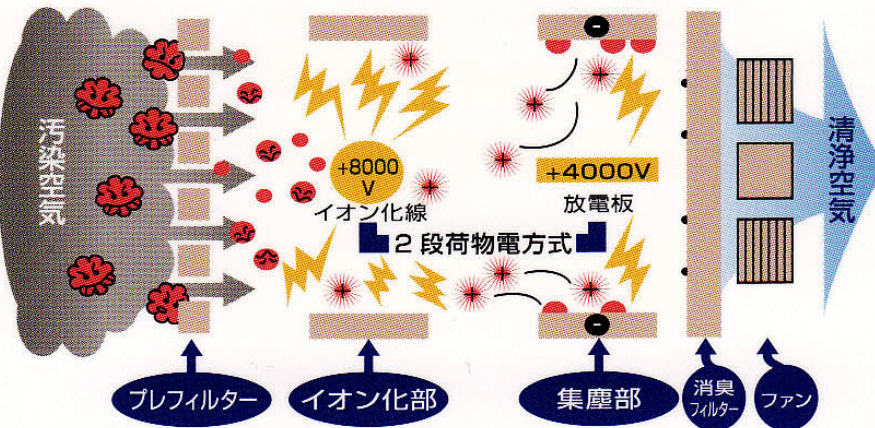 汚染空気
+8000
V
イオン化線
-
+4000V
放電板
2段荷物電方式
-
清浄空気
プレフィルター
イオン化部
集塵部
消臭
フィルター
ファン